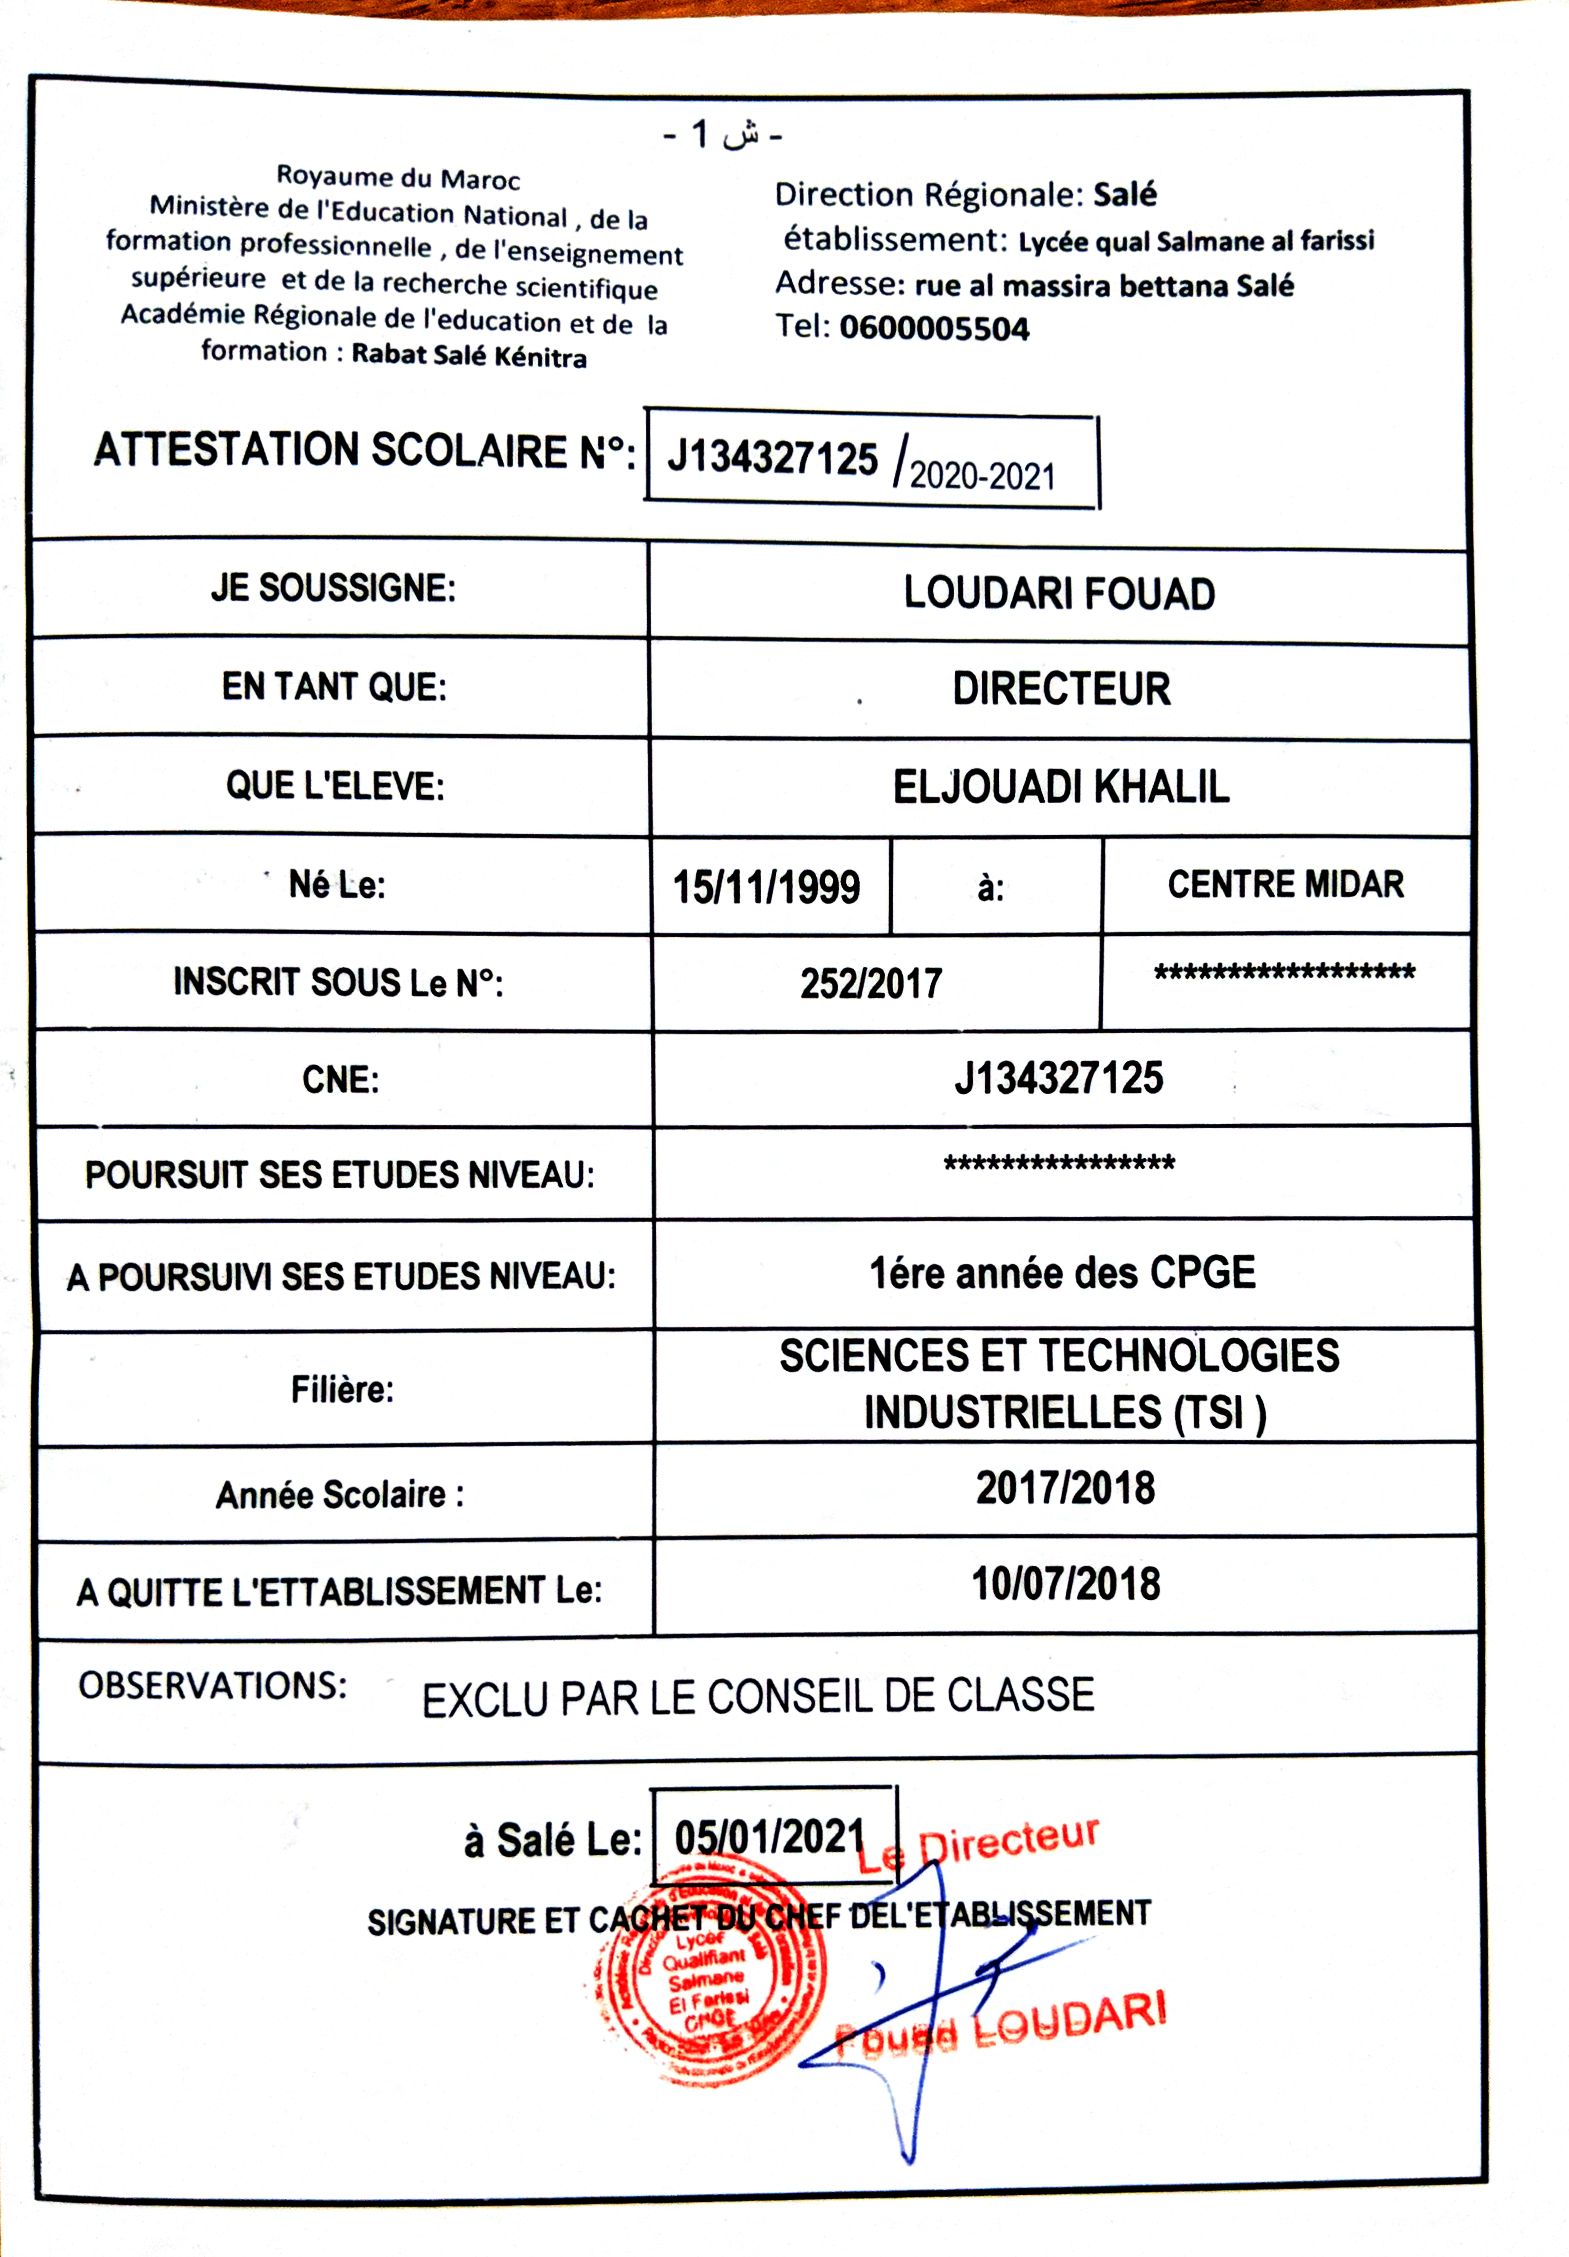 - ش 1 -
Royaume du Maroc
Ministère de l'Education National , de la
formation professionnelle , de l'enseignement
supérieure et de la recherche scientifique
Académie Régionale de l'education et de la
formation : Rabat Salé Kénitra
Direction Régionale: Salé
établissement: Lycée qual Salmane al farissi
Adresse: rue al massira bettana Salé
Tel: 0600005504
ATTESTATION SCOLAIRE N°: J134327125 /2020-2021
JE SOUSSIGNE: LOUDARI FOUAD
EN TANT QUE: DIRECTEUR
QUE L'ELEVE: ELJOUADI KHALIL
Né Le: 15/11/1999 à: CENTRE MIDAR
INSCRIT SOUS Le N°: 252/2017 ******************
CNE: J134327125
POURSUIT SES ETUDES NIVEAU: ****************
A POURSUIVI SES ETUDES NIVEAU: 1ére année des CPGE
Filière: SCIENCES ET TECHNOLOGIES
INDUSTRIELLES (TSI )
Année Scolaire : 2017/2018
A QUITTE L'ETTABLISSEMENT Le: 10/07/2018
OBSERVATIONS: EXCLU PAR LE CONSEIL DE CLASSE
à Salé Le: 05/01/2021
Le Directeur
SIGNATURE ET CACHET DU CHEF DEL'ETABLISSEMENT
Lycée
Qualifiant
Salmane
El Farissi
CPGE
Fouad LOUDARI